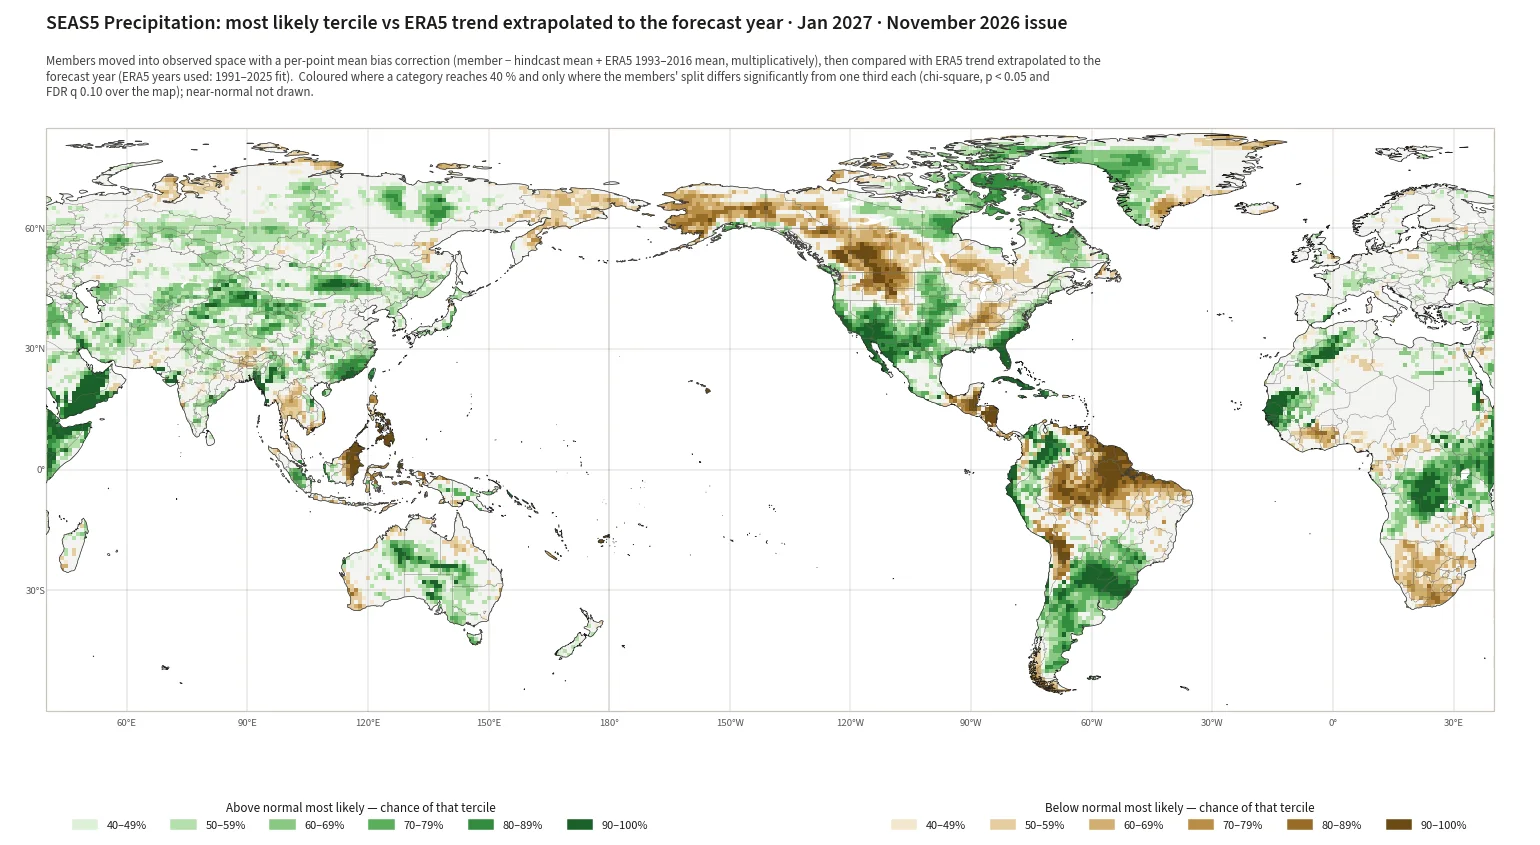 SEAS5 Precipitation: most likely tercile vs ERA5 trend extrapolated to the forecast year · Jan 2027 · November 2026 issue
Members moved into observed space with a per-point mean bias correction (member − hindcast mean + ERA5 1993–2016 mean, multiplicatively), then compared with ERA5 trend extrapolated to the
forecast year (ERA5 years used: 1991–2025 fit). Coloured where a category reaches 40 % and only where the members' split differs significantly from one third each (chi-square, p < 0.05 and
FDR q 0.10 over the map); near-normal not drawn.
60°N
30°N
0°
30°S
60°E 90°E 120°E 150°E 180° 150°W 120°W 90°W 60°W 30°W 0° 30°E
Above normal most likely — chance of that tercile
40–49% 50–59% 60–69% 70–79% 80–89% 90–100%
Below normal most likely — chance of that tercile
40–49% 50–59% 60–69% 70–79% 80–89% 90–100%